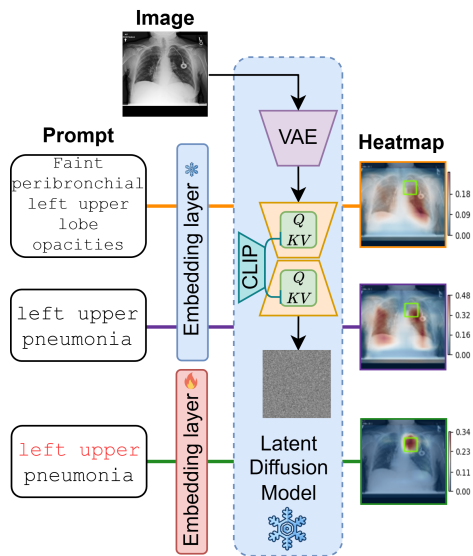 Image
Prompt
Heatmap
VAE
Faint
peribronchial
left upper
lobe
opacities
Embedding layer
CLIP
Q
KV
Q
KV
0.18
0.09
0.00
left upper
pneumonia
0.48
0.32
0.16
0.00
left upper
pneumonia
Embedding layer
Latent
Diffusion
Model
0.34
0.23
0.11
0.00